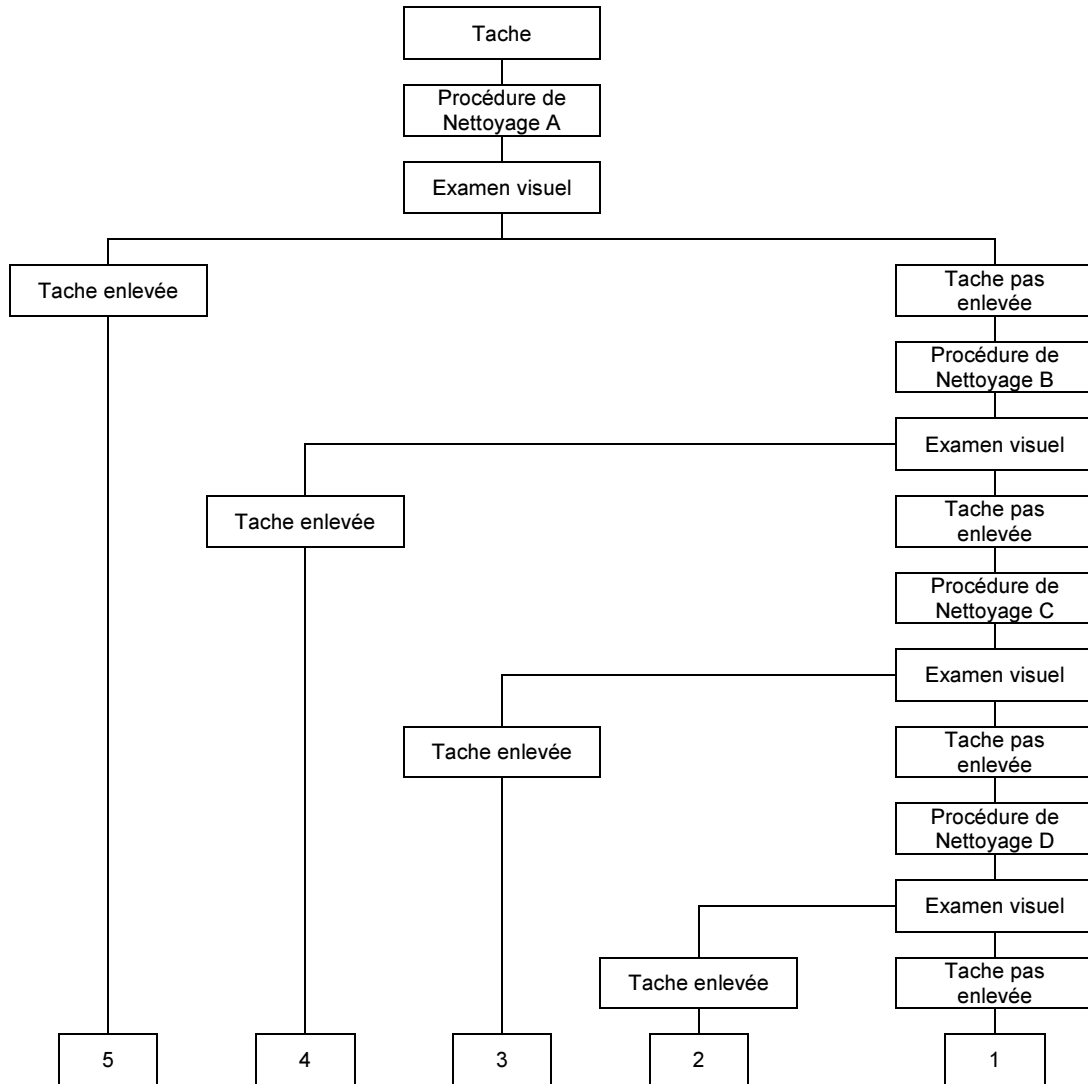 Tache
Procédure de
Nettoyage A
Examen visuel
Tache enlevée
Tache pas
enlevée
Procédure de
Nettoyage B
Examen visuel
Tache enlevée
Tache pas
enlevée
Procédure de
Nettoyage C
Examen visuel
Tache enlevée
Tache pas
enlevée
Procédure de
Nettoyage D
Examen visuel
Tache enlevée
Tache pas
enlevée
5
4
3
2
1